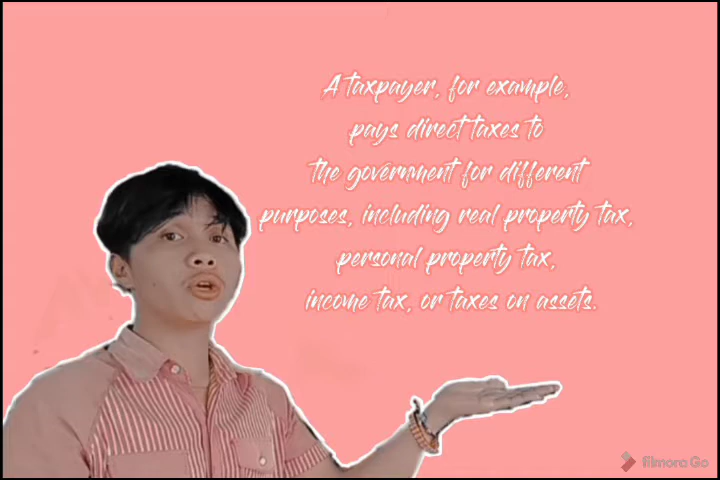 A taxpayer, for example,
pays direct taxes to
the government for different
purposes, including real property tax,
personal property tax,
income tax, or taxes on assets.
filmora Go